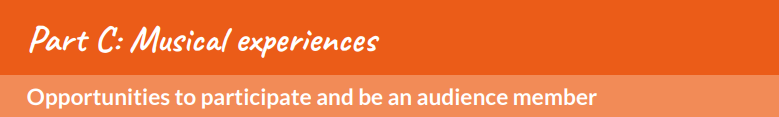 Part C: Musical experiences
Opportunities to participate and be an audience member